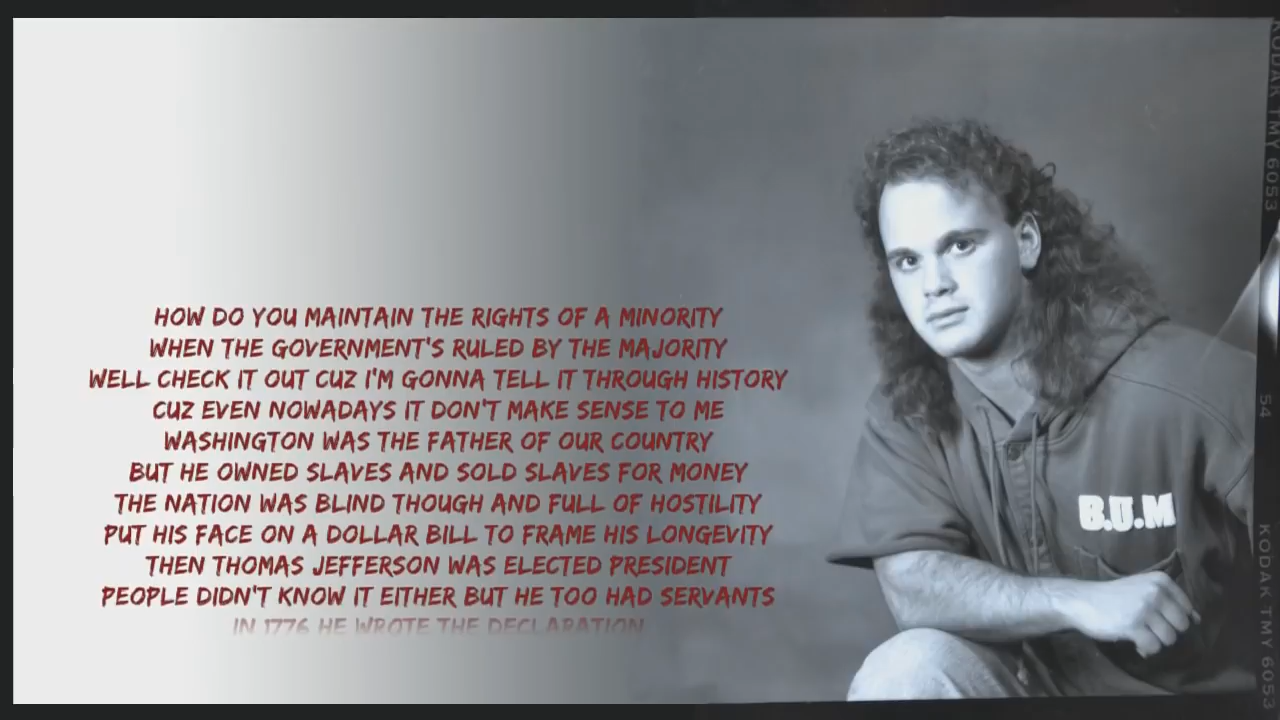 HOW DO YOU MAINTAIN THE RIGHTS OF A MINORITY
WHEN THE GOVERNMENT'S RULED BY THE MAJORITY
WELL CHECK IT OUT CUZ I'M GONNA TELL IT THROUGH HISTORY
CUZ EVEN NOWADAYS IT DON'T MAKE SENSE TO ME
WASHINGTON WAS THE FATHER OF OUR COUNTRY
BUT HE OWNED SLAVES AND SOLD SLAVES FOR MONEY
THE NATION WAS BLIND THOUGH AND FULL OF HOSTILITY
PUT HIS FACE ON A DOLLAR BILL TO FRAME HIS LONGEVITY
THEN THOMAS JEFFERSON WAS ELECTED PRESIDENT
PEOPLE DIDN'T KNOW IT EITHER BUT HE TOO HAD SERVANTS
IN 1776 HE WROTE THE DECLARATION
B.U.M
KODAK TMY 6053
54
KODAK TMY 6053